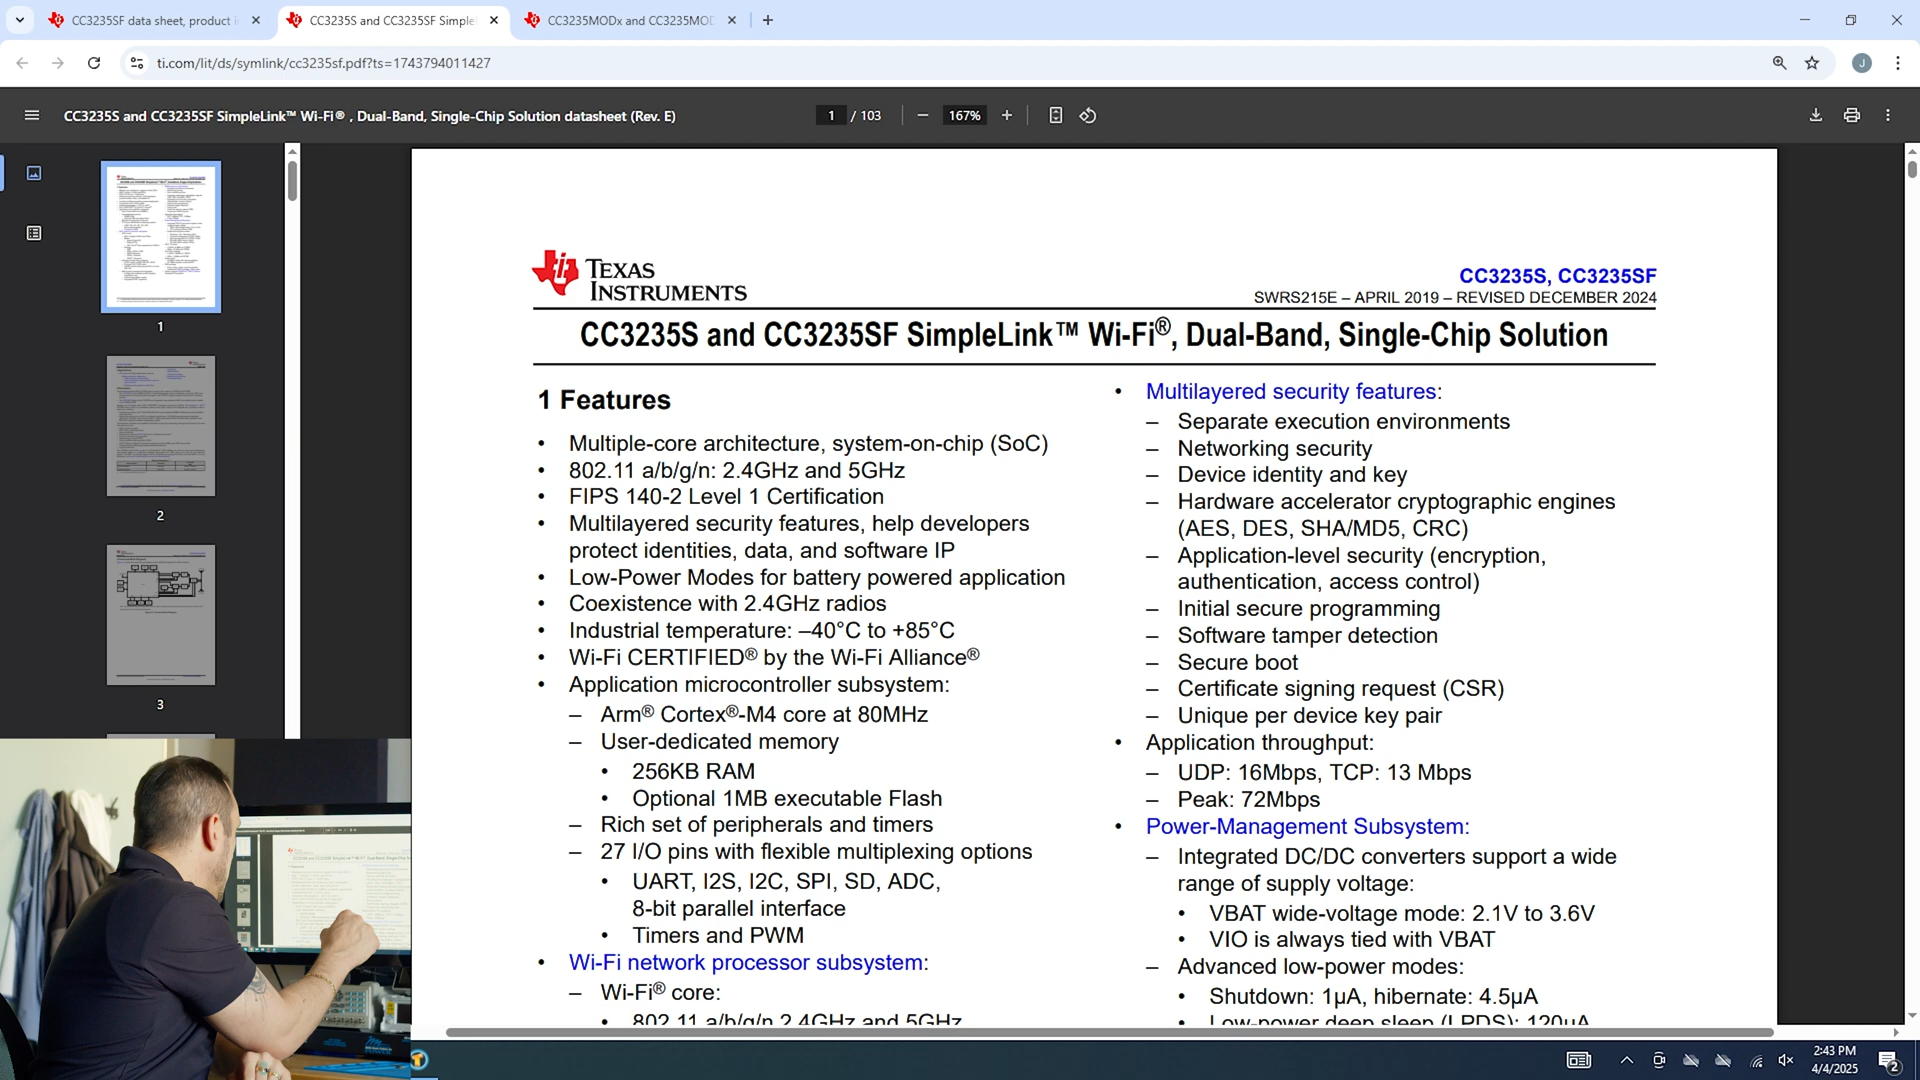 CC3235SF data sheet, product i
CC3235S and CC3235SF Simple
CC3235MODx and CC3235MOD
ti.com/lit/ds/symlink/cc3235sf.pdf?ts=1743794011427
J
CC3235S and CC3235SF SimpleLink™ Wi-Fi® , Dual-Band, Single-Chip Solution datasheet (Rev. E)
1 / 103
167%
1
2
3
TEXAS
INSTRUMENTS
CC3235S, CC3235SF
SWRS215E – APRIL 2019 – REVISED DECEMBER 2024
CC3235S and CC3235SF SimpleLink™ Wi-Fi®, Dual-Band, Single-Chip Solution
1 Features
• Multiple-core architecture, system-on-chip (SoC)
• 802.11 a/b/g/n: 2.4GHz and 5GHz
• FIPS 140-2 Level 1 Certification
• Multilayered security features, help developers
protect identities, data, and software IP
• Low-Power Modes for battery powered application
• Coexistence with 2.4GHz radios
• Industrial temperature: –40°C to +85°C
• Wi-Fi CERTIFIED® by the Wi-Fi Alliance®
• Application microcontroller subsystem:
– Arm® Cortex®-M4 core at 80MHz
– User-dedicated memory
• 256KB RAM
• Optional 1MB executable Flash
– Rich set of peripherals and timers
– 27 I/O pins with flexible multiplexing options
• UART, I2S, I2C, SPI, SD, ADC,
8-bit parallel interface
• Timers and PWM
• Wi-Fi network processor subsystem:
– Wi-Fi® core:
• 802.11 a/b/g/n 2.4GHz and 5GHz
• Multilayered security features:
– Separate execution environments
– Networking security
– Device identity and key
– Hardware accelerator cryptographic engines
(AES, DES, SHA/MD5, CRC)
– Application-level security (encryption,
authentication, access control)
– Initial secure programming
– Software tamper detection
– Secure boot
– Certificate signing request (CSR)
– Unique per device key pair
• Application throughput:
– UDP: 16Mbps, TCP: 13 Mbps
– Peak: 72Mbps
• Power-Management Subsystem:
– Integrated DC/DC converters support a wide
range of supply voltage:
• VBAT wide-voltage mode: 2.1V to 3.6V
• VIO is always tied with VBAT
– Advanced low-power modes:
• Shutdown: 1µA, hibernate: 4.5µA
• Low-power deep sleep (LPDS): 120µA
2:43 PM
4/4/2025
2